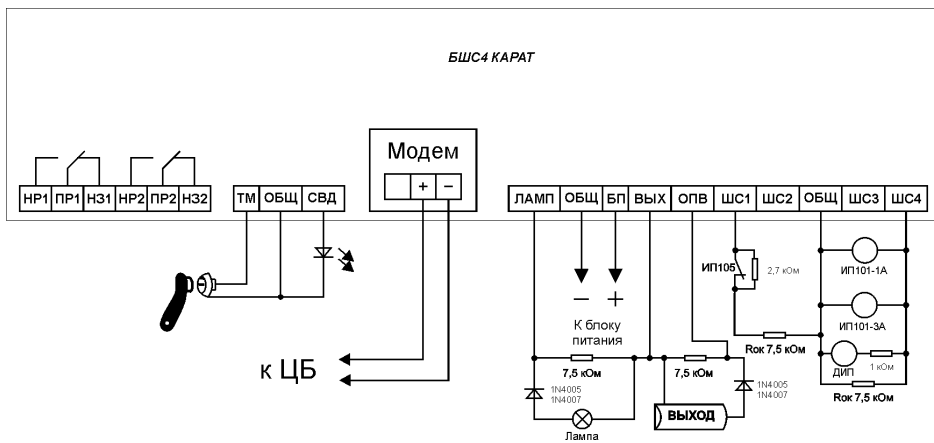 БШС4 КАРАТ
Модем
+ −
НР1 ПР1 НЗ1 НР2 ПР2 НЗ2
ТМ ОБЩ СВД
ЛАМП ОБЩ БП ВЫХ ОПВ ШС1 ШС2 ОБЩ ШС3 ШС4
ИП105
2,7 кОм
ИП101-1А
− +
К блоку
питания
ИП101-3А
Rок 7,5 кОм
к ЦБ
7,5 кОм
7,5 кОм
ДИП
1 кОм
1N4005
1N4007
1N4005
1N4007
Rок 7,5 кОм
ВЫХОД
Лампа